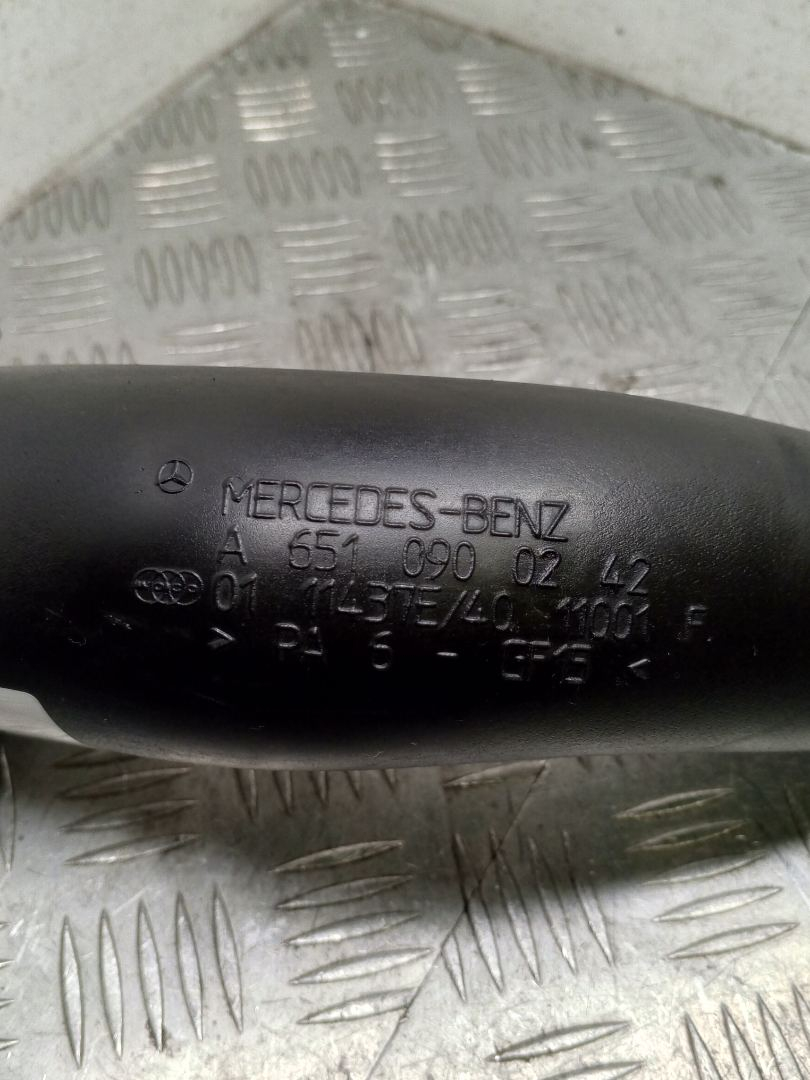 MERCEDES-BENZ
A 651 090 02 42
01 11437E/40 11001 F
> PA 6 - GF15 <